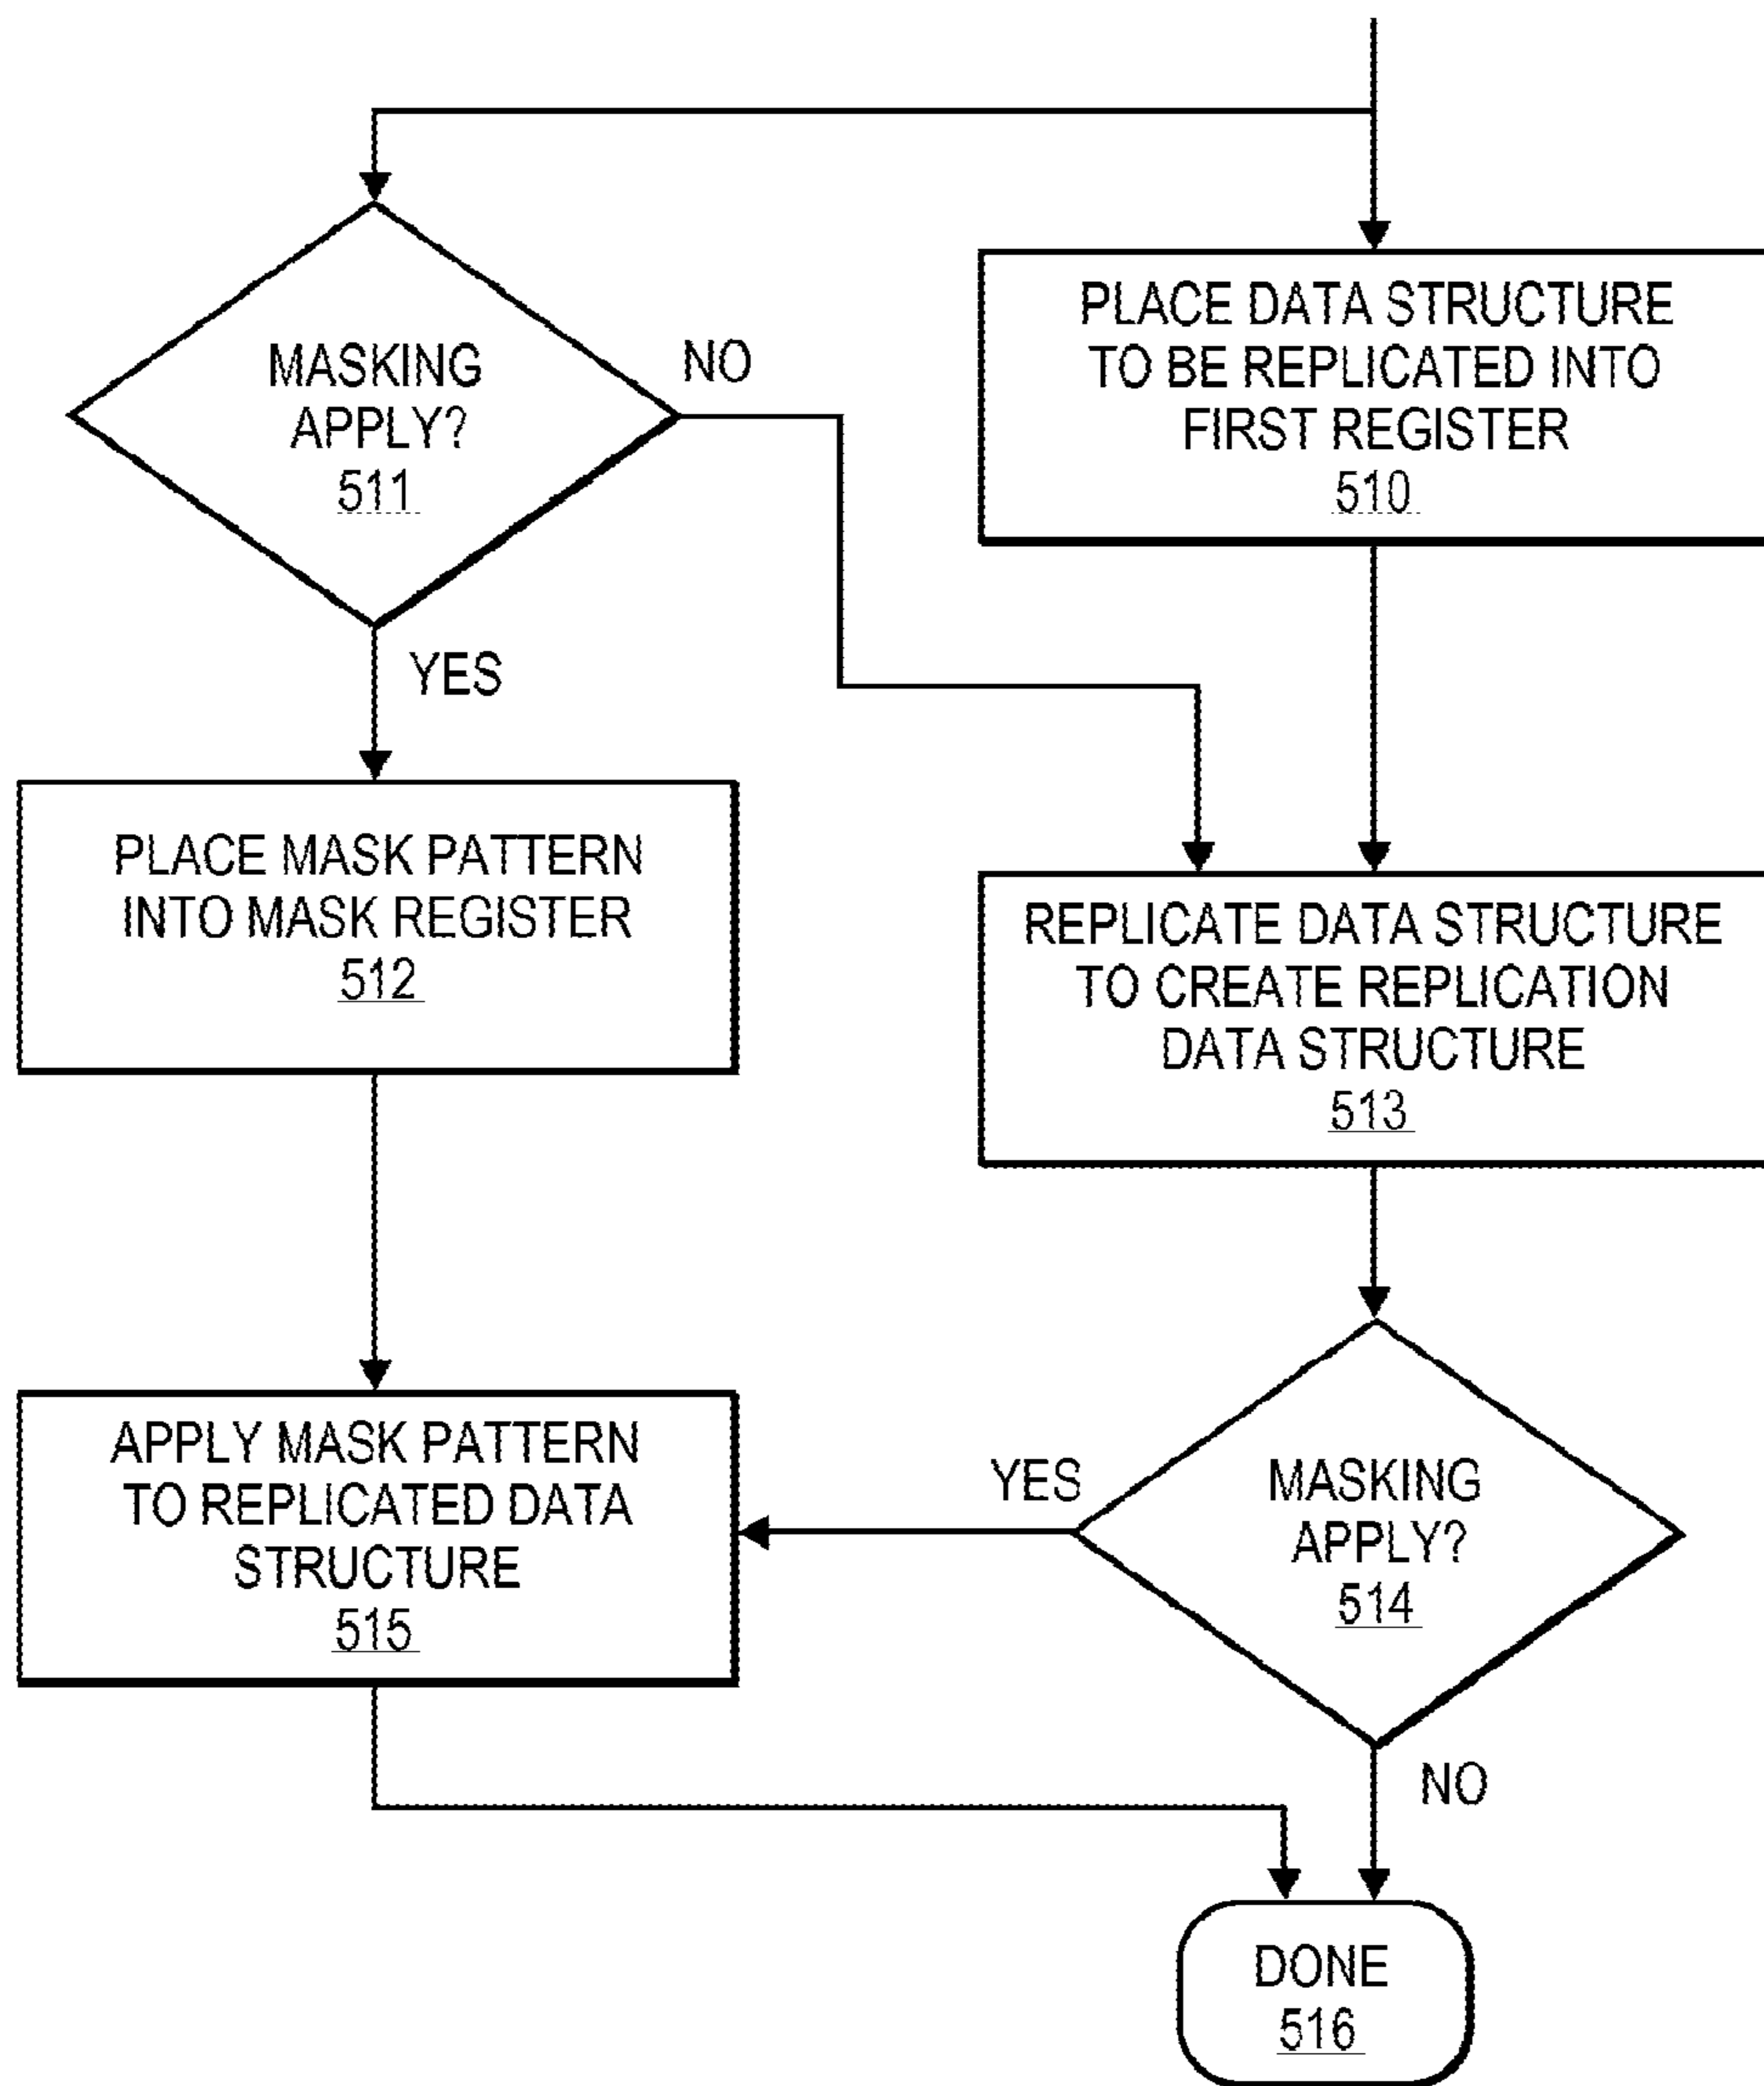 MASKING
APPLY?
511
NO
YES
PLACE DATA STRUCTURE
TO BE REPLICATED INTO
FIRST REGISTER
510
PLACE MASK PATTERN
INTO MASK REGISTER
512
REPLICATE DATA STRUCTURE
TO CREATE REPLICATION
DATA STRUCTURE
513
APPLY MASK PATTERN
TO REPLICATED DATA
STRUCTURE
515
YES
MASKING
APPLY?
514
NO
DONE
516